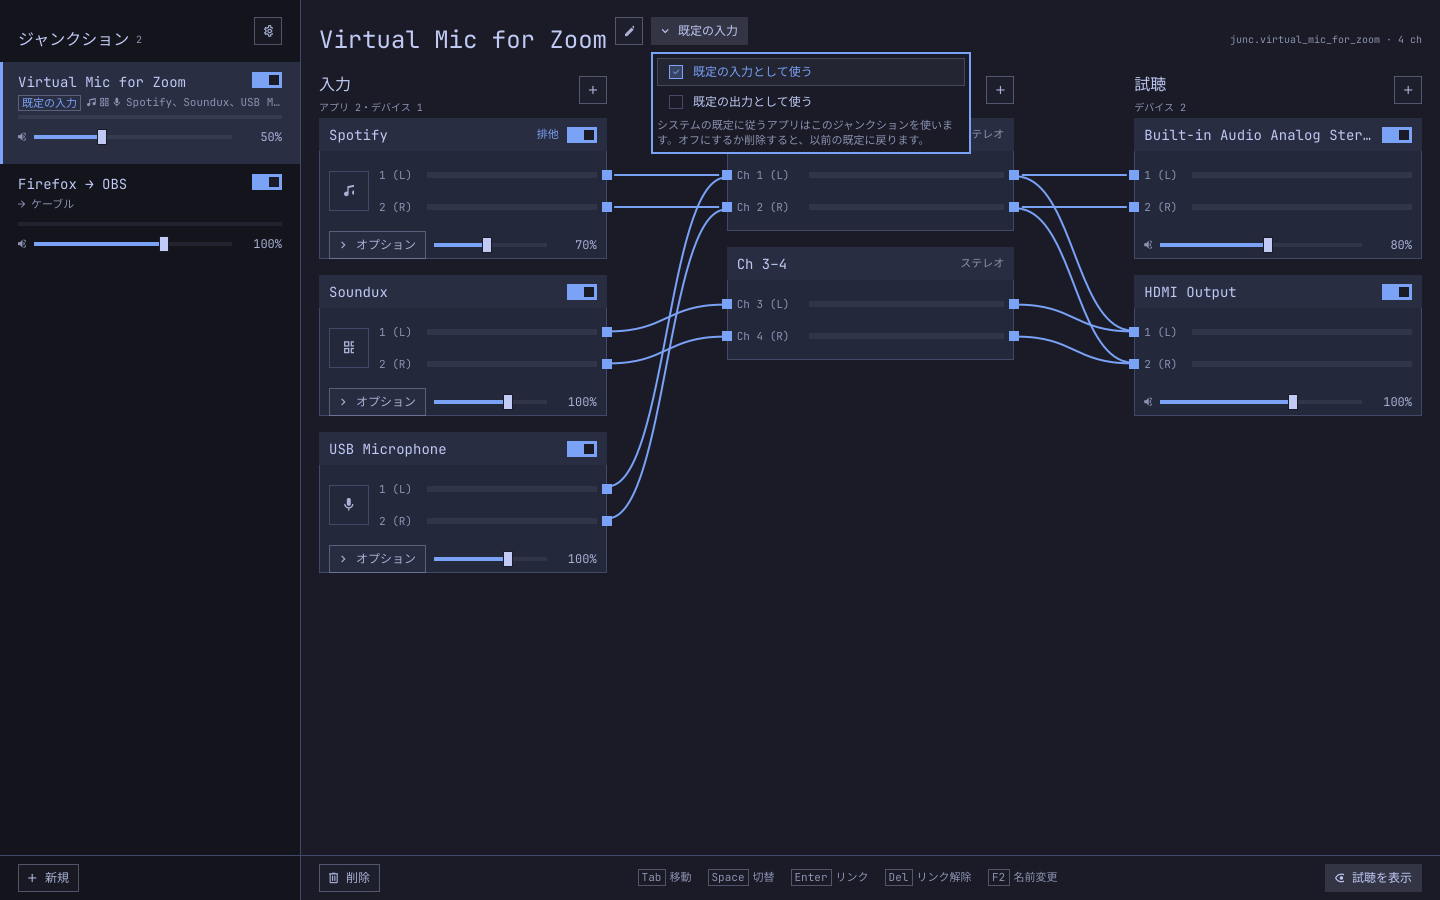 ジャンクション 2
Virtual Mic for Zoom
既定の入力 Spotify、Soundux、USB M…
50%
Firefox → OBS
→ ケーブル
100%
新規
Virtual Mic for Zoom
既定の入力
junc.virtual_mic_for_zoom · 4 ch
既定の入力として使う
既定の出力として使う
システムの既定に従うアプリはこのジャンクションを使いま
す。オフにするか削除すると、以前の既定に戻ります。
入力
アプリ 2・デバイス 1
Spotify 排他
1 (L)
2 (R)
オプション 70%
Soundux
1 (L)
2 (R)
オプション 100%
USB Microphone
1 (L)
2 (R)
オプション 100%
テレオ
Ch 1 (L)
Ch 2 (R)
Ch 3–4 ステレオ
Ch 3 (L)
Ch 4 (R)
試聴
デバイス 2
Built-in Audio Analog Ster…
1 (L)
2 (R)
80%
HDMI Output
1 (L)
2 (R)
100%
削除
Tab 移動 Space 切替 Enter リンク Del リンク解除 F2 名前変更
試聴を表示